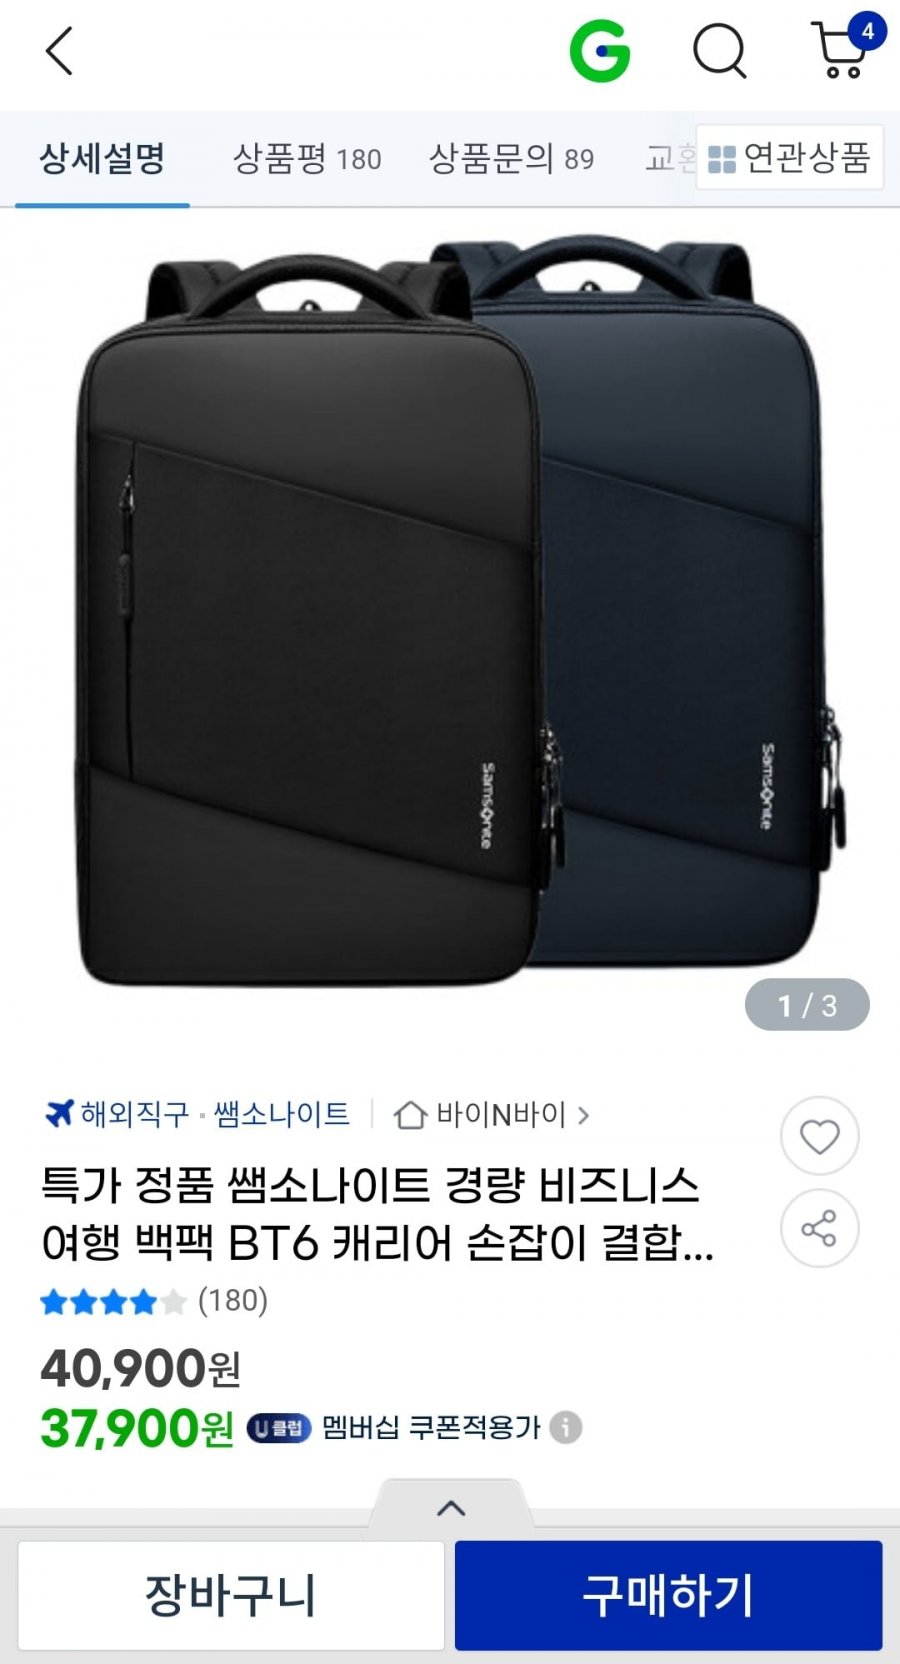 G
4
상세설명
상품평 180
상품문의 89
교환
연관상품
Samsonite
Samsonite
1 / 3
해외직구 · 쌤소나이트
바이N바이 >
특가 정품 쌤소나이트 경량 비즈니스
여행 백팩 BT6 캐리어 손잡이 결합...
(180)
40,900원
37,900원 U클럽 멤버십 쿠폰적용가 i
장바구니
구매하기